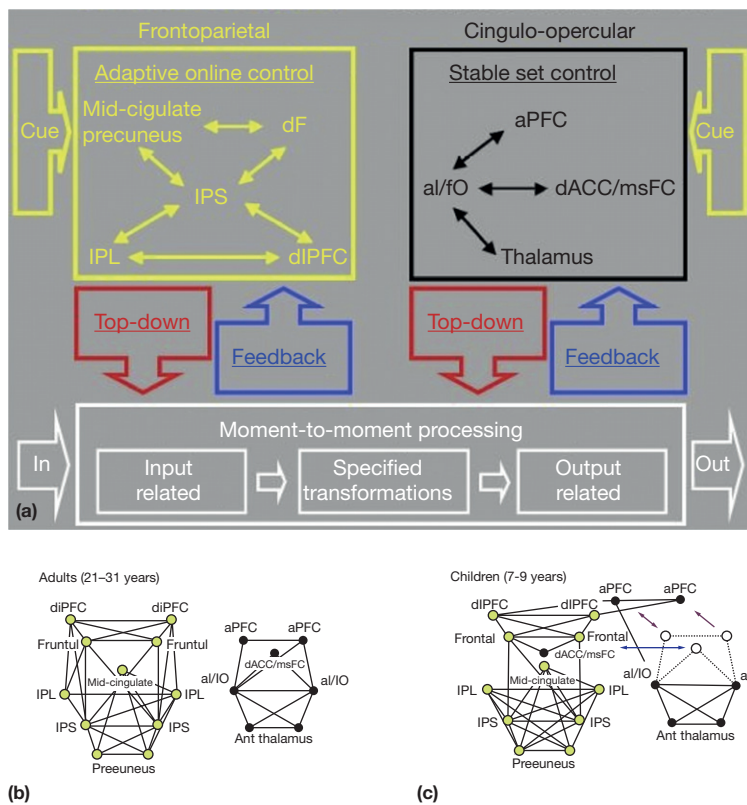 Frontoparietal
Cingulo-opercular
Adaptive online control
Mid-cigulate
precuneus
dF
IPS
IPL
dlPFC
Cue
Stable set control
aPFC
al/fO
dACC/msFC
Thalamus
Cue
Top-down
Feedback
Top-down
Feedback
Moment-to-moment processing
In
Input
related
Specified
transformations
Output
related
Out
(a)
Adults (21–31 years)
diPFC
diPFC
Fruntul
Fruntul
Mid-cingulate
IPL
IPL
IPS
IPS
Preeuneus
aPFC
aPFC
dACC/msFC
al/IO
al/IO
Ant thalamus
(b)
Children (7-9 years)
aPFC
aPFC
dIPFC
dIPFC
Frontal
Frontal
dACC/msFC
Mid-cingulate
IPL
IPL
IPS
IPS
Preeuneus
al/IO
a
Ant thalamus
(c)